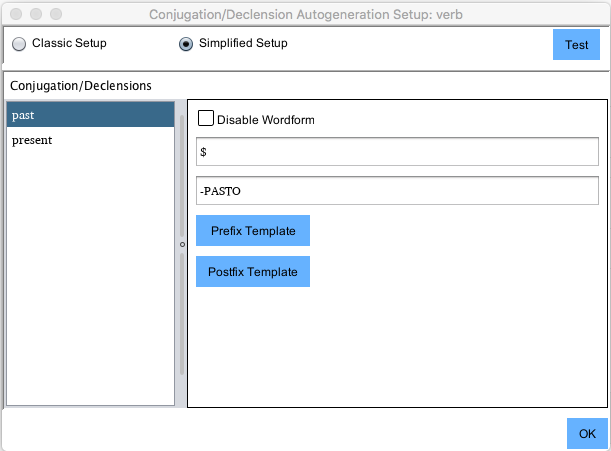 Conjugation/Declension Autogeneration Setup: verb
Classic Setup Simplified Setup Test
Conjugation/Declensions
past
present
Disable Wordform
$
-PASTO
Prefix Template
Postfix Template
OK